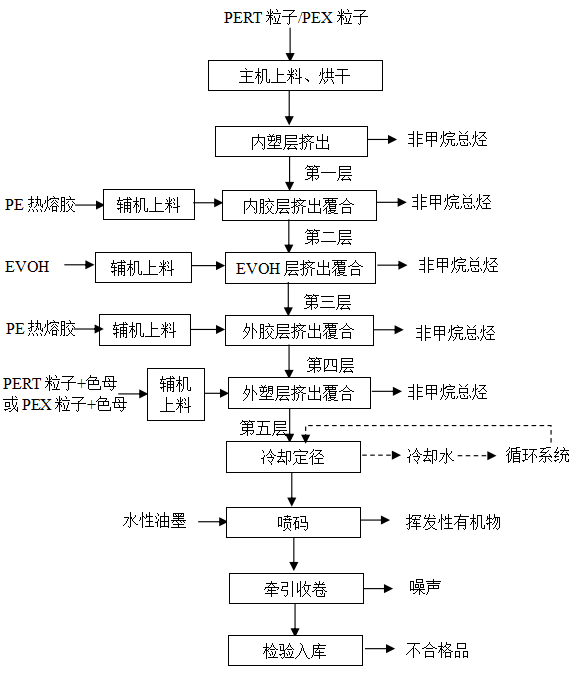 PERT 粒子/PEX 粒子
主机上料、烘干
内塑层挤出
非甲烷总烃
第一层
PE 热熔胶
辅机上料
内胶层挤出覆合
非甲烷总烃
第二层
EVOH
辅机上料
EVOH 层挤出覆合
非甲烷总烃
第三层
PE 热熔胶
辅机上料
外胶层挤出覆合
非甲烷总烃
第四层
PERT 粒子+色母
或 PEX 粒子+色母
辅机
上料
外塑层挤出覆合
非甲烷总烃
第五层
冷却定径
冷却水
循环系统
水性油墨
喷码
挥发性有机物
牵引收卷
噪声
检验入库
不合格品